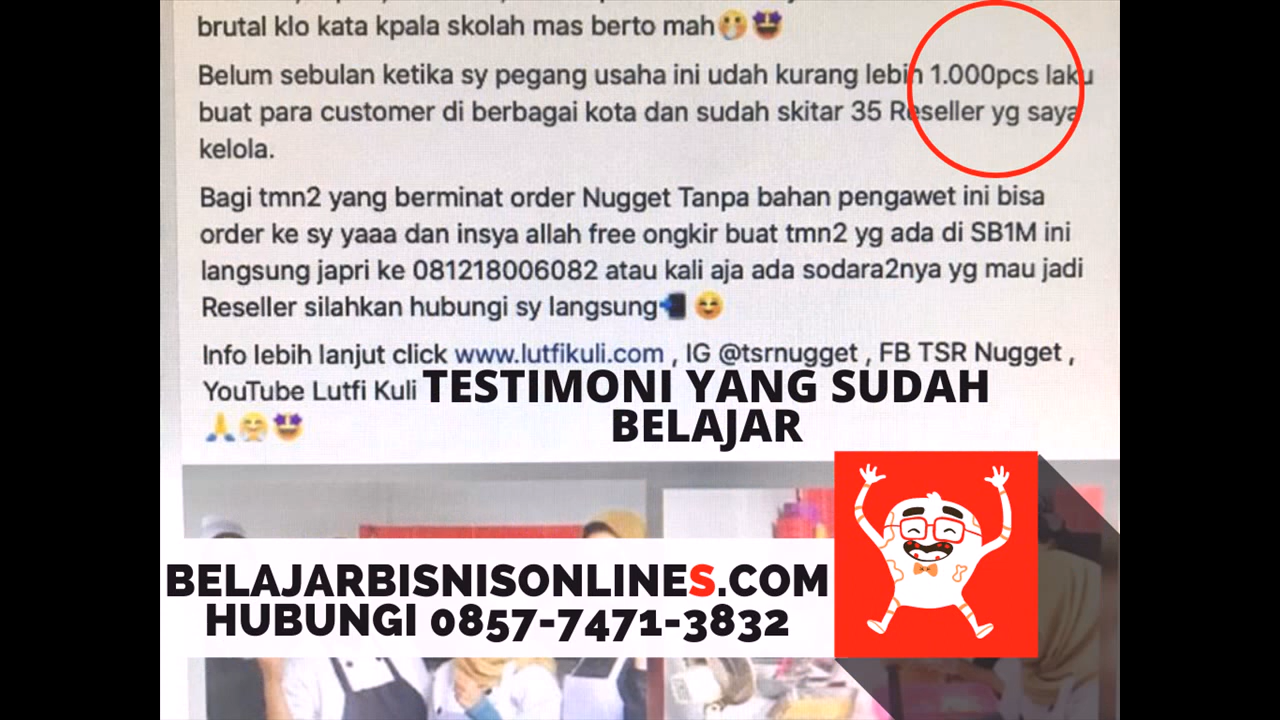 brutal klo kata kpala skolah mas berto mah🤭🤩
Belum sebulan ketika sy pegang usaha ini udah kurang lebih 1.000pcs laku
buat para customer di berbagai kota dan sudah skitar 35 Reseller yg saya
kelola.
Bagi tmn2 yang berminat order Nugget Tanpa bahan pengawet ini bisa
order ke sy yaaa dan insya allah free ongkir buat tmn2 yg ada di SB1M ini
langsung japri ke 081218006082 atau kali aja ada sodara2nya yg mau jadi
Reseller silahkan hubungi sy langsung📲 😊
Info lebih lanjut click www.lutfikuli.com , IG @tsrnugget , FB TSR Nugget ,
YouTube Lutfi Kuli
🙏🤗🤩
TESTIMONI YANG SUDAH
BELAJAR
BELAJARBISNISONLINES.COM
HUBUNGI 0857-7471-3832